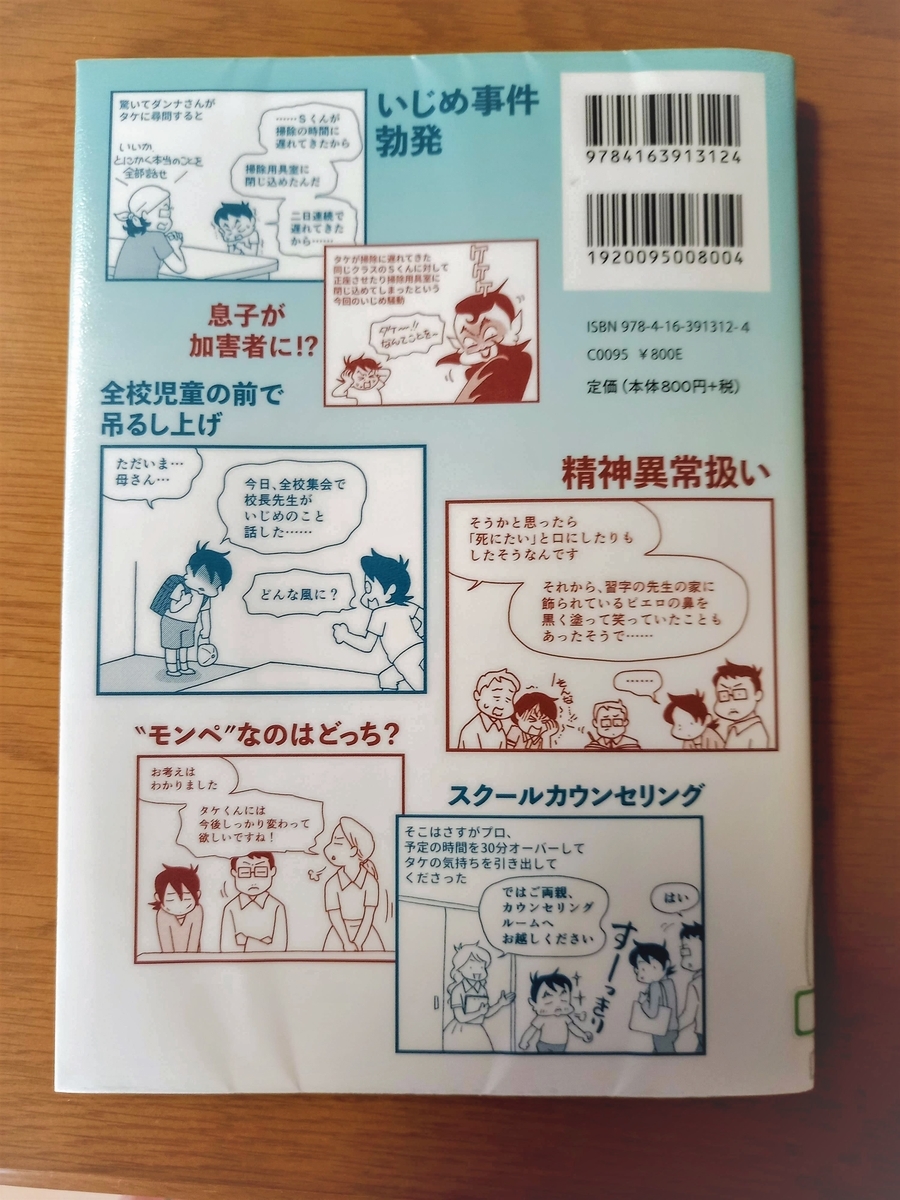 いじめ事件
勃発
驚いてダンナさんが
タケに尋問すると
いいか
とにかく本当のことを
全部話せ
……Ｓくんが
掃除の時間に
遅れてきたから
掃除用具室に
閉じ込めたんだ
二日連続で
遅れてきた
から……
9784163913124
1920095008004
ISBN 978-4-16-391312-4
C0095 ￥800E
定価（本体800円+税）
息子が
加害者に!?
タケが掃除に遅れてきた
同じクラスのＳくんに対して
正座させたり掃除用具室に
閉じ込めてしまったという
今回のいじめ騒動
ケケケケ
タケ〜!!
なんてことを…
全校児童の前で
吊るし上げ
ただいま…
母さん…
今日、全校集会で
校長先生が
いじめのこと
話した……
どんな風に？
精神異常扱い
そうかと思ったら
「死にたい」と口にしたりも
したそうなんです
それから、習字の先生の家に
飾られているピエロの鼻を
黒く塗って笑っていたことも
あったそうで……
そんな…!!
……
“モンペ”なのはどっち？
お考えは
わかりました
タケくんには
今後しっかり変わって
欲しいですね！
スクールカウンセリング
そこはさすがプロ、
予定の時間を30分オーバーして
タケの気持ちを引き出して
くださった
ではご両親、
カウンセリング
ルームへ
お越しください
はい
すーっきり